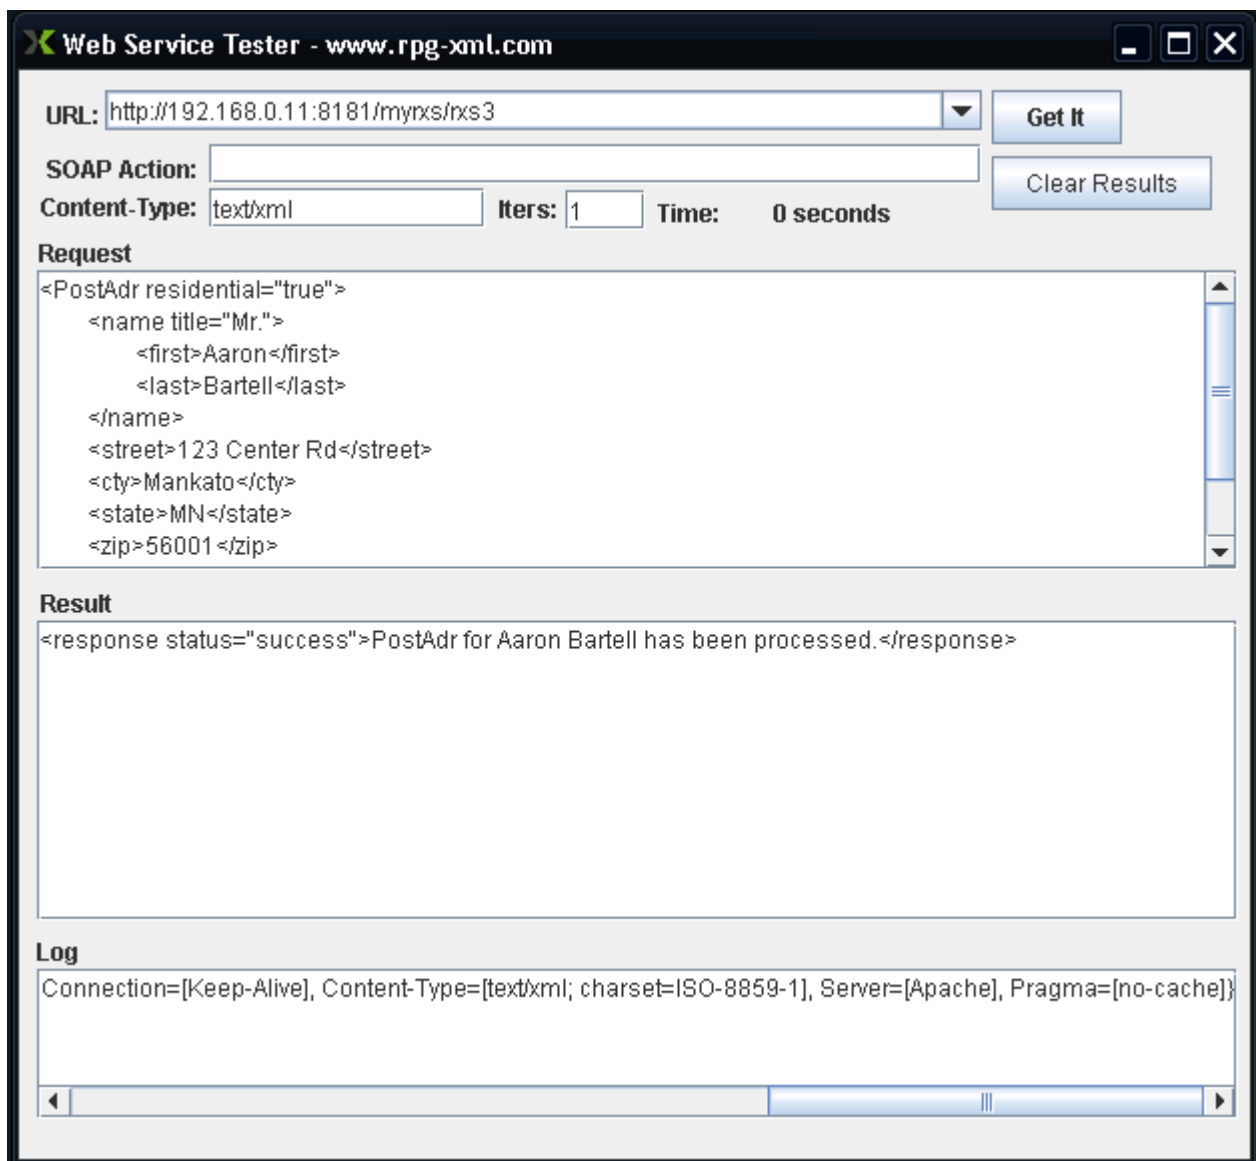 Web Service Tester - www.rpg-xml.com
URL: http://192.168.0.11:8181/myrxs/rxs3 Get It
SOAP Action: Clear Results
Content-Type: text/xml Iters: 1 Time: 0 seconds
Request
<PostAdr residential="true">
<name title="Mr.">
<first>Aaron</first>
<last>Bartell</last>
</name>
<street>123 Center Rd</street>
<cty>Mankato</cty>
<state>MN</state>
<zip>56001</zip>
Result
<response status="success">PostAdr for Aaron Bartell has been processed.</response>
Log
Connection=[Keep-Alive], Content-Type=[text/xml; charset=ISO-8859-1], Server=[Apache], Pragma=[no-cache]}